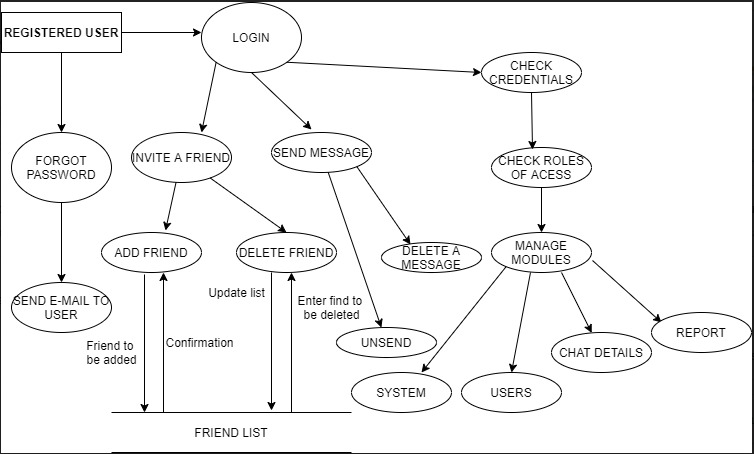 REGISTERED USER
LOGIN
CHECK
CREDENTIALS
FORGOT
PASSWORD
INVITE A FRIEND
SEND MESSAGE
CHECK ROLES
OF ACESS
ADD FRIEND
DELETE FRIEND
DELETE A
MESSAGE
MANAGE
MODULES
SEND E-MAIL TO
USER
Update list
Enter find to
be deleted
Friend to
be added
Confirmation
UNSEND
CHAT DETAILS
REPORT
SYSTEM
USERS
FRIEND LIST